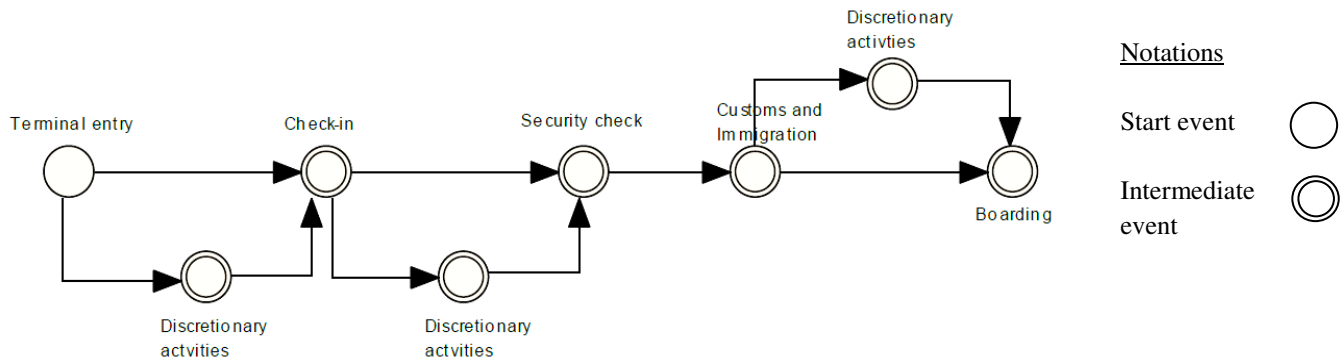 Discretionary
activties
Notations
Terminal entry
Check-in
Security check
Customs and
Immigration
Start event
Boarding
Intermediate
event
Discretionary
actvities
Discretionary
actvities